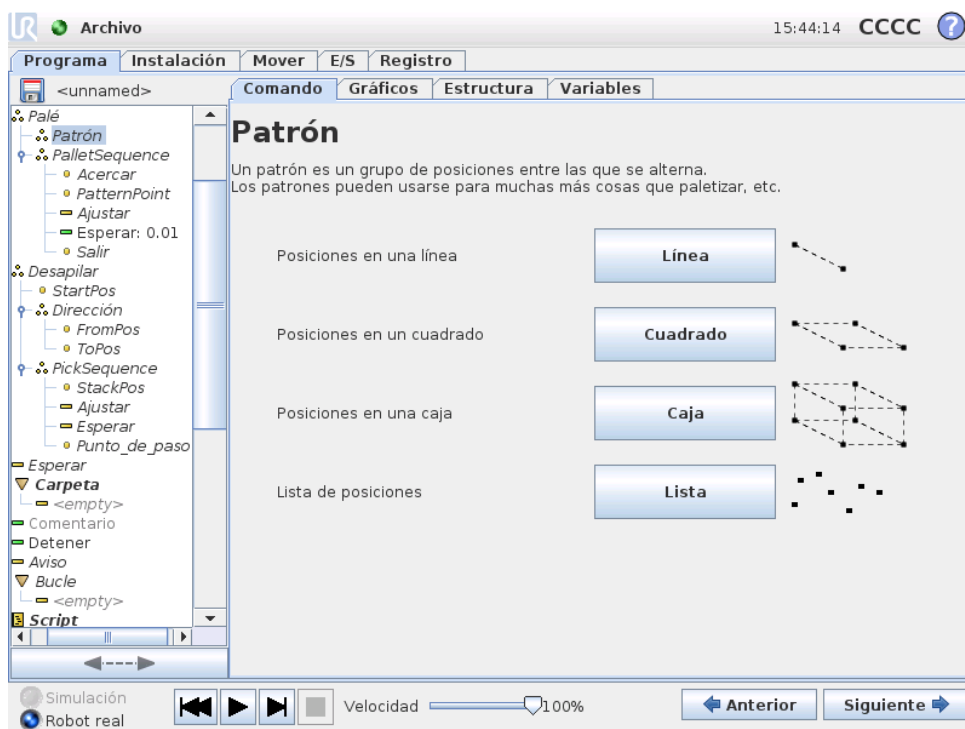 UR Archivo 15:44:14 CCCC ?
Programa Instalación Mover E/S Registro
<unnamed>
Comando Gráficos Estructura Variables
Palé
Patrón
PalletSequence
Acercar
PatternPoint
Ajustar
Esperar: 0.01
Salir
Desapilar
StartPos
Dirección
FromPos
ToPos
PickSequence
StackPos
Ajustar
Esperar
Punto_de_paso
Esperar
Carpeta
<empty>
Comentario
Detener
Aviso
Bucle
<empty>
Script
Patrón
Un patrón es un grupo de posiciones entre las que se alterna.
Los patrones pueden usarse para muchas más cosas que paletizar, etc.
Posiciones en una línea Línea
Posiciones en un cuadrado Cuadrado
Posiciones en una caja Caja
Lista de posiciones Lista
Simulación
Robot real
Velocidad 100%
Anterior Siguiente